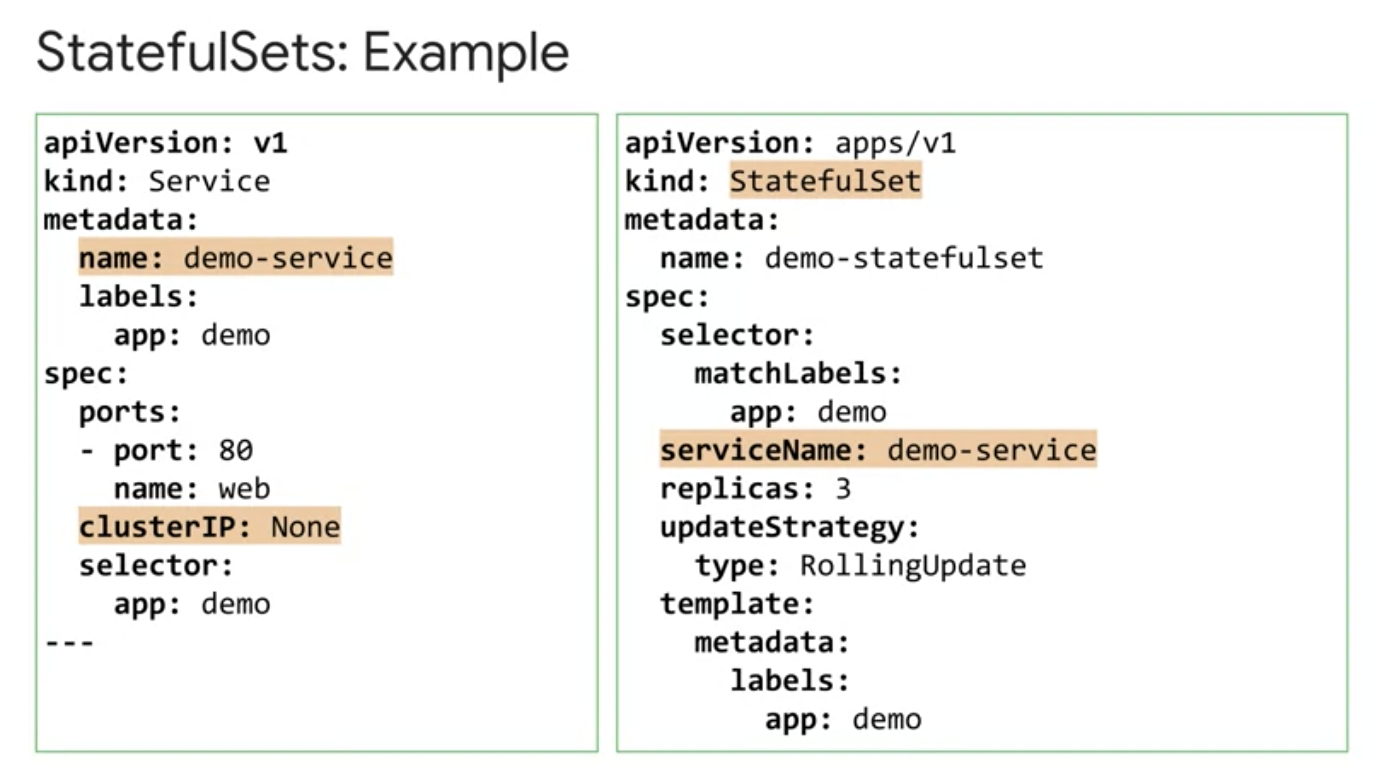 StatefulSets: Example
apiVersion: v1
kind: Service
metadata:
  name: demo-service
  labels:
    app: demo
spec:
  ports:
  - port: 80
    name: web
  clusterIP: None
  selector:
    app: demo
---
apiVersion: apps/v1
kind: StatefulSet
metadata:
  name: demo-statefulset
spec:
  selector:
    matchLabels:
      app: demo
  serviceName: demo-service
  replicas: 3
  updateStrategy:
    type: RollingUpdate
  template:
    metadata:
      labels:
        app: demo